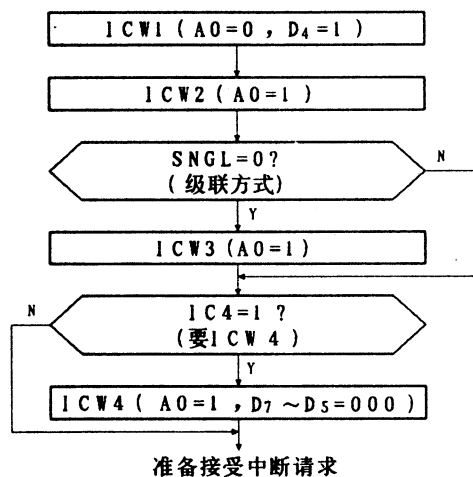 ICW1(A0=0,D₄=1)
ICW2(A0=1)
SNGL=0?
(级联方式)
N
Y
ICW3(A0=1)
N
IC4=1?
(要ICW 4)
Y
ICW4(A0=1,D₇~D₅=000)
准备接受中断请求